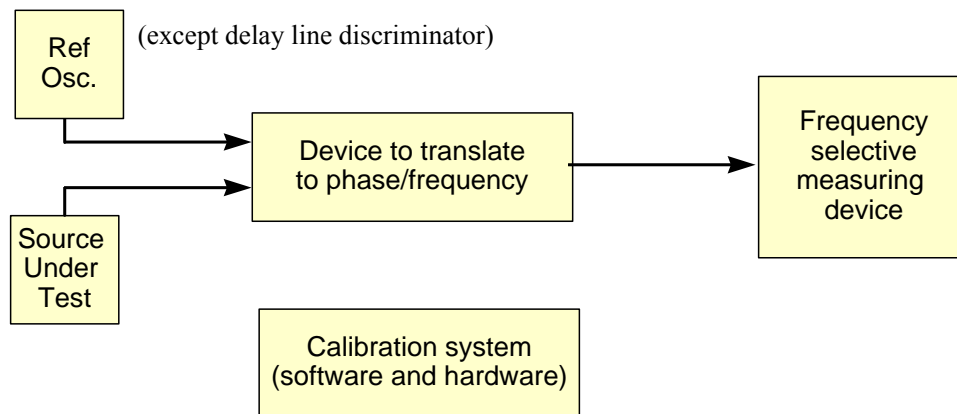 Ref
Osc.
(except delay line discriminator)
Device to translate
to phase/frequency
Frequency
selective
measuring
device
Source
Under
Test
Calibration system
(software and hardware)